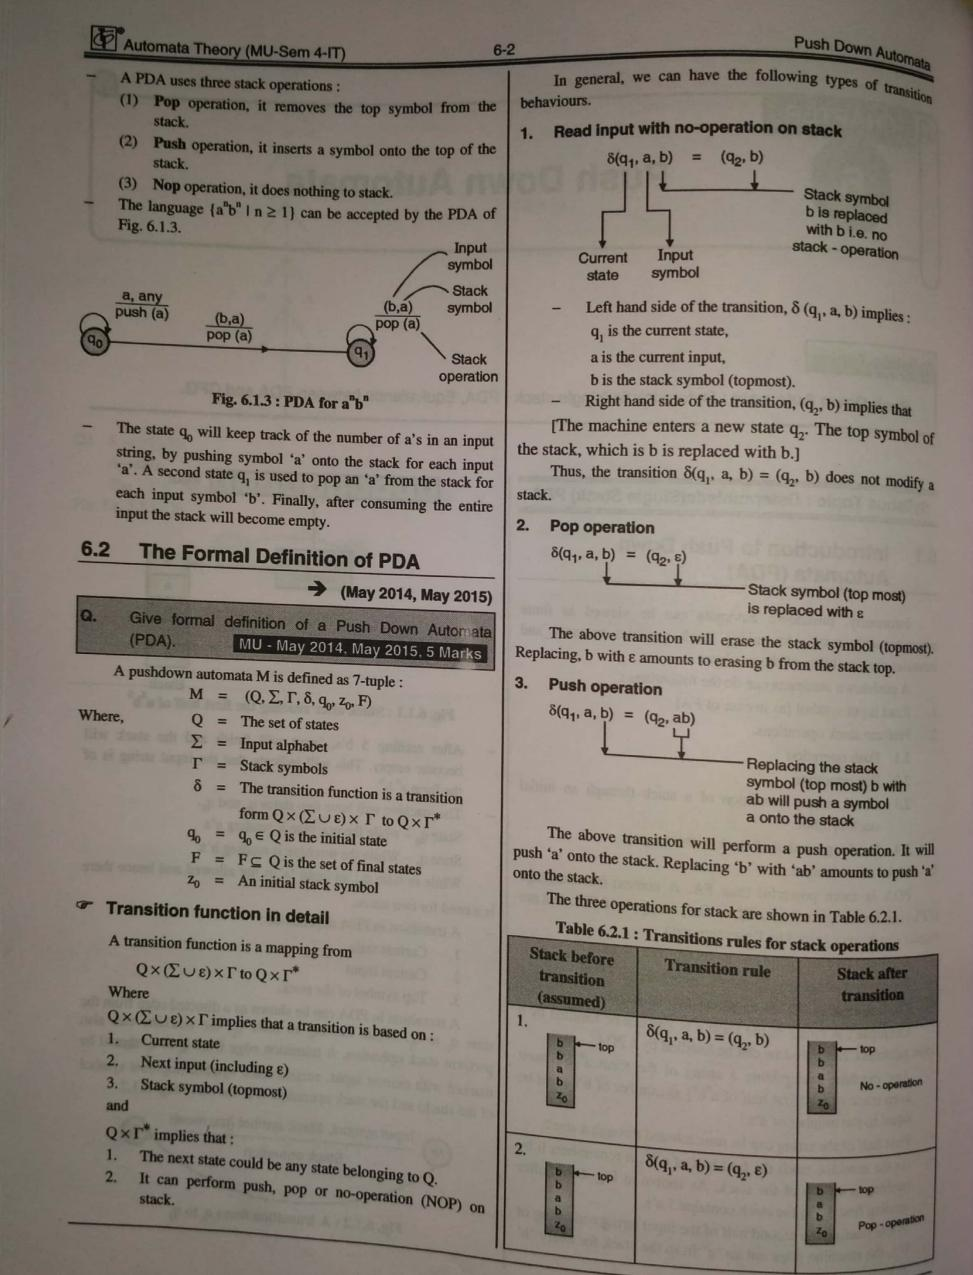 Automata Theory (MU-Sem 4-IT)
6-2
Push Down Automata
– A PDA uses three stack operations :
(1) Pop operation, it removes the top symbol from the
stack.
(2) Push operation, it inserts a symbol onto the top of the
stack.
(3) Nop operation, it does nothing to stack.
– The language {aⁿbⁿ | n ≥ 1} can be accepted by the PDA of
Fig. 6.1.3.
Input
symbol
Stack
symbol
a, any
push (a)
(b,a)
pop (a)
(b,a)
pop (a)
q₀
q₁
Stack
operation
Fig. 6.1.3 : PDA for aⁿbⁿ
– The state q₀ will keep track of the number of a's in an input
string, by pushing symbol 'a' onto the stack for each input
'a'. A second state q₁ is used to pop an 'a' from the stack for
each input symbol 'b'. Finally, after consuming the entire
input the stack will become empty.
6.2 The Formal Definition of PDA
→ (May 2014, May 2015)
Q. Give formal definition of a Push Down Automata
(PDA). MU - May 2014, May 2015, 5 Marks
A pushdown automata M is defined as 7-tuple :
M = (Q, Σ, Γ, δ, q₀, z₀, F)
Where, Q = The set of states
Σ = Input alphabet
Γ = Stack symbols
δ = The transition function is a transition
form Q × (Σ ∪ ε) × Γ to Q × Γ*
q₀ = q₀ ∈ Q is the initial state
F = F ⊆ Q is the set of final states
z₀ = An initial stack symbol
☞ Transition function in detail
A transition function is a mapping from
Q × (Σ ∪ ε) × Γ to Q × Γ*
Where
Q × (Σ ∪ ε) × Γ implies that a transition is based on :
1. Current state
2. Next input (including ε)
3. Stack symbol (topmost)
and
Q × Γ* implies that :
1. The next state could be any state belonging to Q.
2. It can perform push, pop or no-operation (NOP) on
stack.
In general, we can have the following types of transition
behaviours.
1. Read input with no-operation on stack
δ(q₁, a, b) = (q₂, b)
Stack symbol
b is replaced
with b i.e. no
stack - operation
Current
state
Input
symbol
– Left hand side of the transition, δ (q₁, a, b) implies :
q₁ is the current state,
a is the current input,
b is the stack symbol (topmost).
– Right hand side of the transition, (q₂, b) implies that
[The machine enters a new state q₂. The top symbol of
the stack, which is b is replaced with b.]
Thus, the transition δ(q₁, a, b) = (q₂, b) does not modify a
stack.
2. Pop operation
δ(q₁, a, b) = (q₂, ε)
Stack symbol (top most)
is replaced with ε
The above transition will erase the stack symbol (topmost).
Replacing, b with ε amounts to erasing b from the stack top.
3. Push operation
δ(q₁, a, b) = (q₂, ab)
Replacing the stack
symbol (top most) b with
ab will push a symbol
a onto the stack
The above transition will perform a push operation. It will
push 'a' onto the stack. Replacing 'b' with 'ab' amounts to push 'a'
onto the stack.
The three operations for stack are shown in Table 6.2.1.
Table 6.2.1 : Transitions rules for stack operations
Stack before
transition
(assumed)
Transition rule
Stack after
transition
1.
b
b
a
b
z₀
top
δ(q₁, a, b) = (q₂, b)
b
b
a
b
z₀
top
No - operation
2.
b
b
a
b
z₀
top
δ(q₁, a, b) = (q₂, ε)
b
a
b
z₀
top
Pop - operation